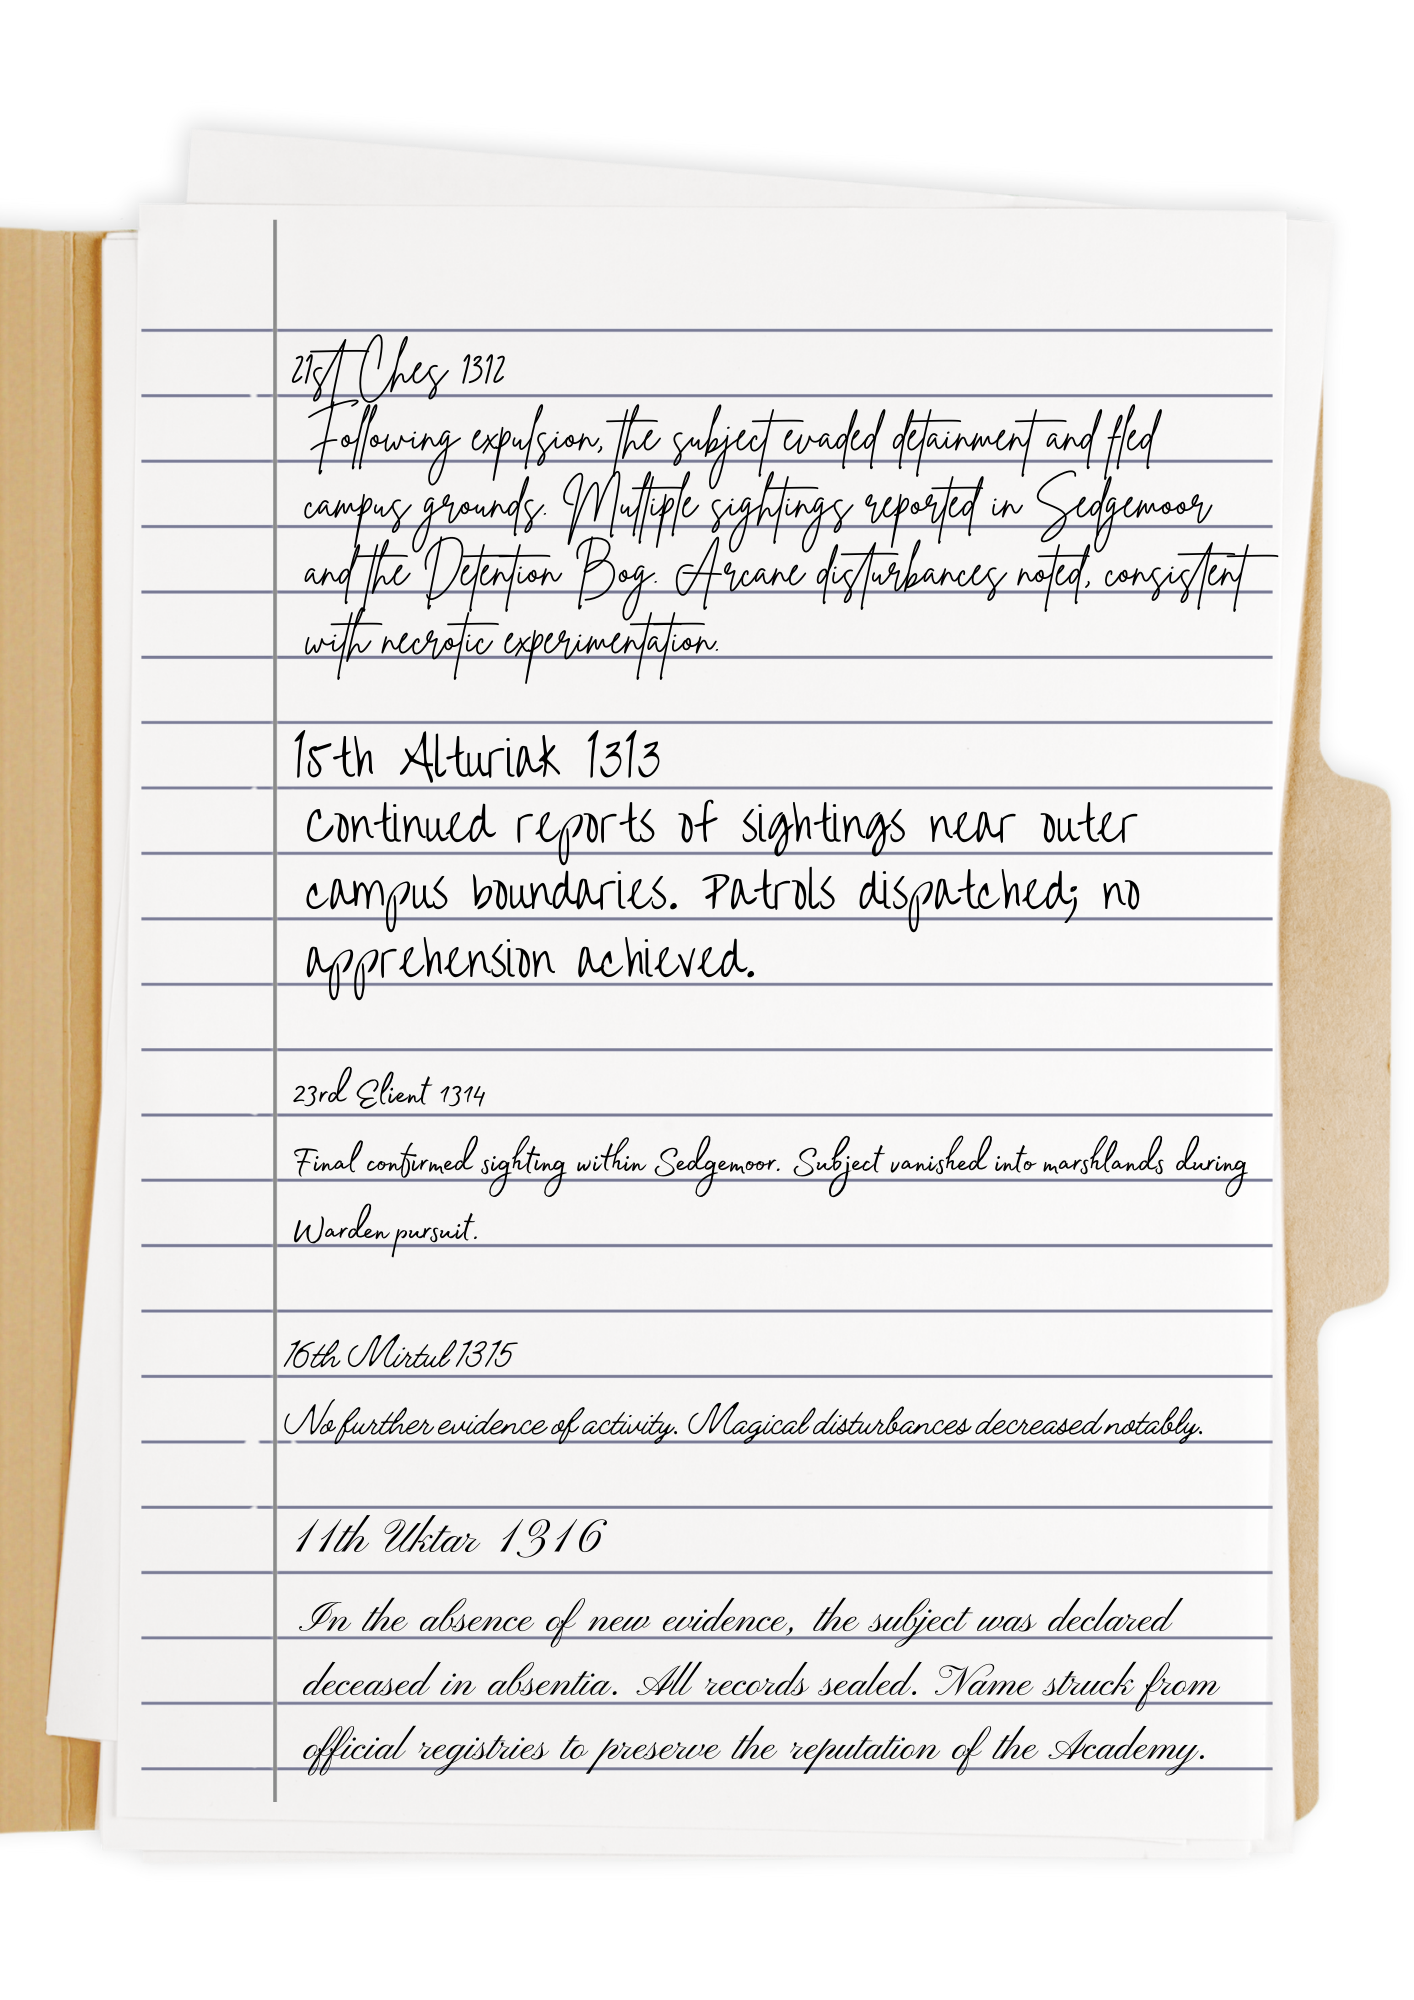 21st Ches 1312
Following expulsion, the subject evaded detainment and fled
campus grounds. Multiple sightings reported in Sedgemoor
and the Detention Bog. Arcane disturbances noted, consistent
with necrotic experimentation.
15th Alturiak 1313
Continued reports of sightings near outer
campus boundaries. Patrols dispatched; no
apprehension achieved.
23rd Elient 1314
Final confirmed sighting within Sedgemoor. Subject vanished into marshlands during
Warden pursuit.
16th Mirtul 1315
No further evidence of activity. Magical disturbances decreased notably.
11th Uktar 1316
In the absence of new evidence, the subject was declared
deceased in absentia. All records sealed. Name struck from
official registries to preserve the reputation of the Academy.